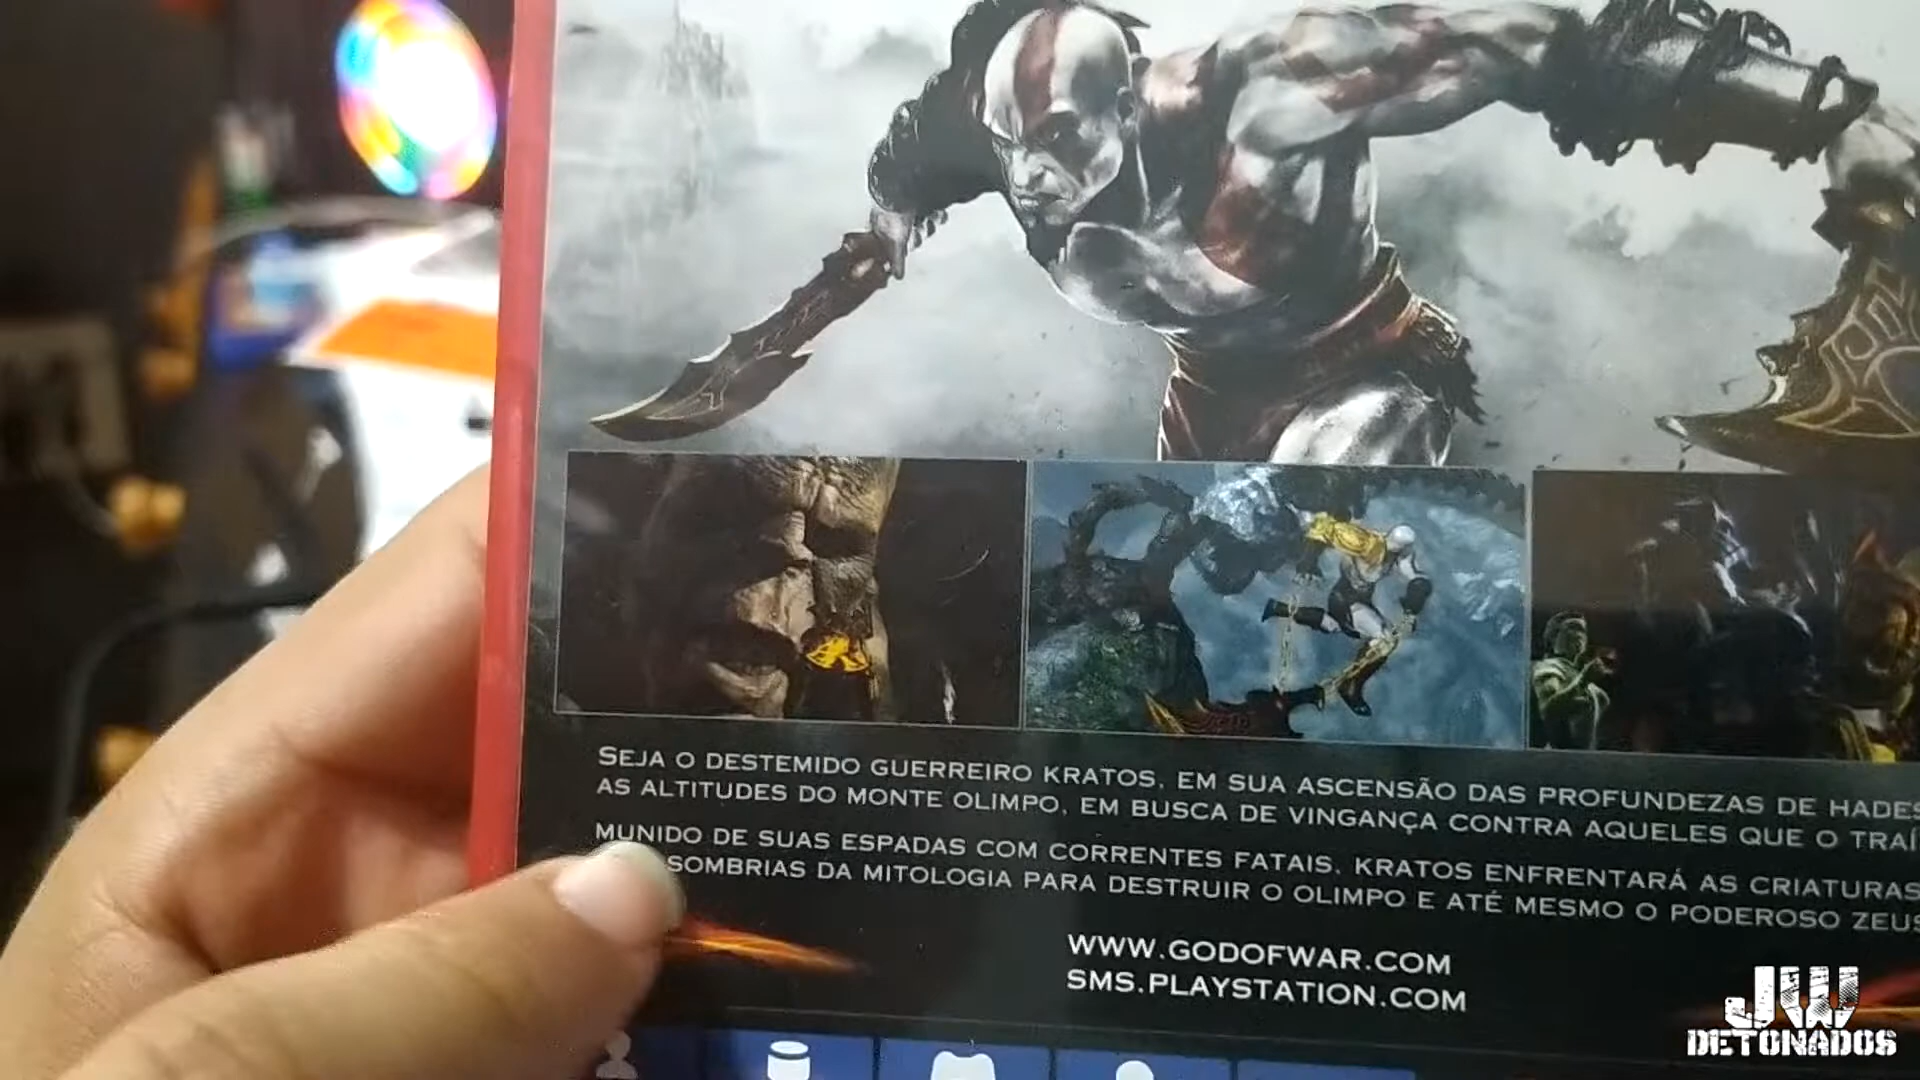 SEJA O DESTEMIDO GUERREIRO KRATOS, EM SUA ASCENSÃO DAS PROFUNDEZAS DE HADES
AS ALTITUDES DO MONTE OLIMPO, EM BUSCA DE VINGANÇA CONTRA AQUELES QUE O TRAÍ
MUNIDO DE SUAS ESPADAS COM CORRENTES FATAIS, KRATOS ENFRENTARÁ AS CRIATURAS
SOMBRIAS DA MITOLOGIA PARA DESTRUIR O OLIMPO E ATÉ MESMO O PODEROSO ZEUS
WWW.GODOFWAR.COM
SMS.PLAYSTATION.COM
JW
DETONADOS